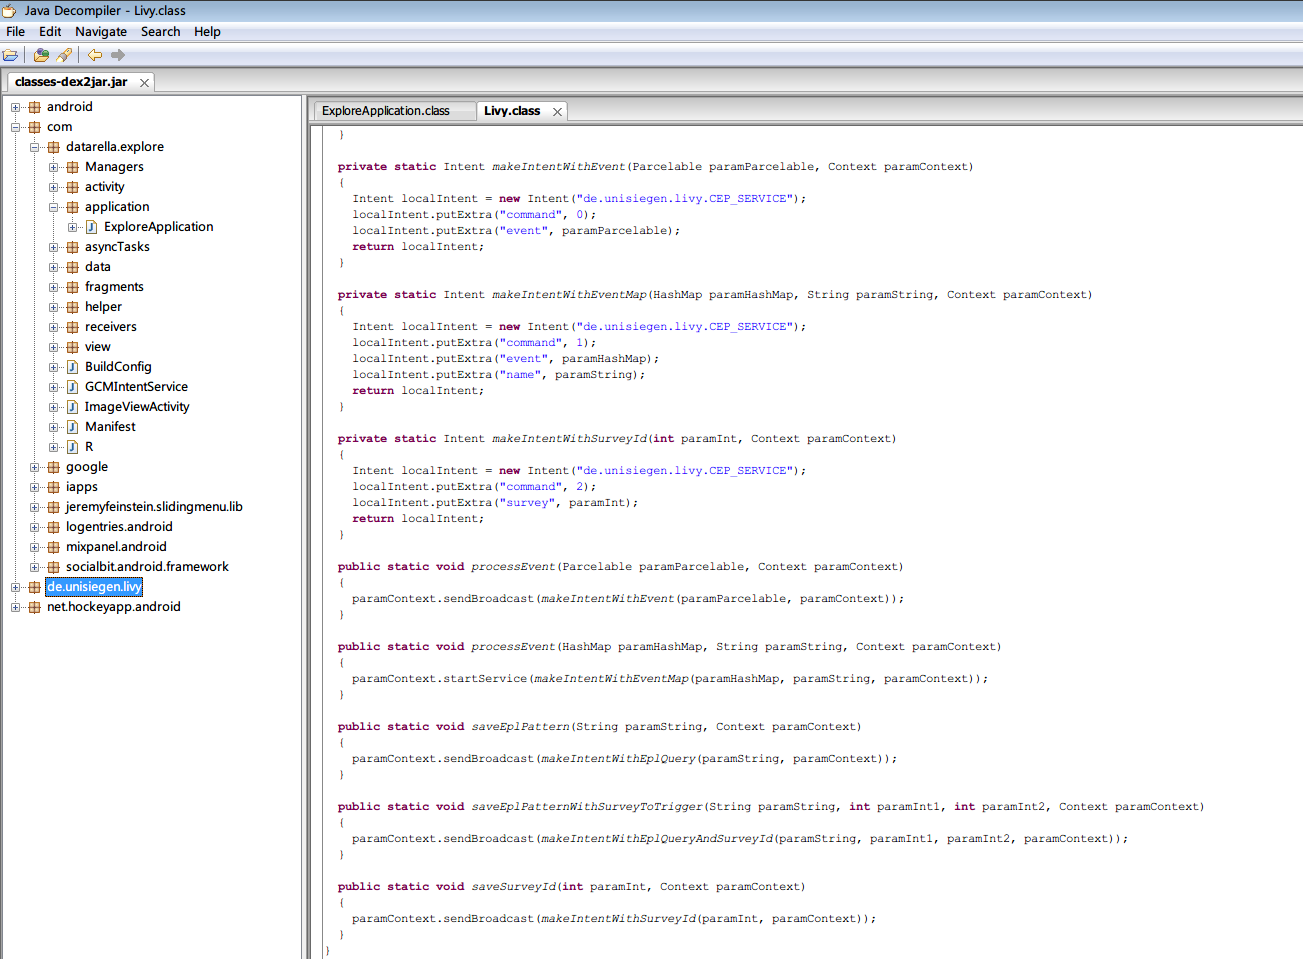 Java Decompiler - Livy.class
File Edit Navigate Search Help
classes-dex2jar.jar
android
com
datarella.explore
Managers
activity
application
ExploreApplication
asyncTasks
data
fragments
helper
receivers
view
BuildConfig
GCMIntentService
ImageViewActivity
Manifest
R
google
iapps
jeremyfeinstein.slidingmenu.lib
logentries.android
mixpanel.android
socialbit.android.framework
de.unisiegen.livy
net.hockeyapp.android
ExploreApplication.class Livy.class
}
private static Intent makeIntentWithEvent(Parcelable paramParcelable, Context paramContext)
{
Intent localIntent = new Intent("de.unisiegen.livy.CEP_SERVICE");
localIntent.putExtra("command", 0);
localIntent.putExtra("event", paramParcelable);
return localIntent;
}
private static Intent makeIntentWithEventMap(HashMap paramHashMap, String paramString, Context paramContext)
{
Intent localIntent = new Intent("de.unisiegen.livy.CEP_SERVICE");
localIntent.putExtra("command", 1);
localIntent.putExtra("event", paramHashMap);
localIntent.putExtra("name", paramString);
return localIntent;
}
private static Intent makeIntentWithSurveyId(int paramInt, Context paramContext)
{
Intent localIntent = new Intent("de.unisiegen.livy.CEP_SERVICE");
localIntent.putExtra("command", 2);
localIntent.putExtra("survey", paramInt);
return localIntent;
}
public static void processEvent(Parcelable paramParcelable, Context paramContext)
{
paramContext.sendBroadcast(makeIntentWithEvent(paramParcelable, paramContext));
}
public static void processEvent(HashMap paramHashMap, String paramString, Context paramContext)
{
paramContext.startService(makeIntentWithEventMap(paramHashMap, paramString, paramContext));
}
public static void saveEplPattern(String paramString, Context paramContext)
{
paramContext.sendBroadcast(makeIntentWithEplQuery(paramString, paramContext));
}
public static void saveEplPatternWithSurveyToTrigger(String paramString, int paramInt1, int paramInt2, Context paramContext)
{
paramContext.sendBroadcast(makeIntentWithEplQueryAndSurveyId(paramString, paramInt1, paramInt2, paramContext));
}
public static void saveSurveyId(int paramInt, Context paramContext)
{
paramContext.sendBroadcast(makeIntentWithSurveyId(paramInt, paramContext));
}
}